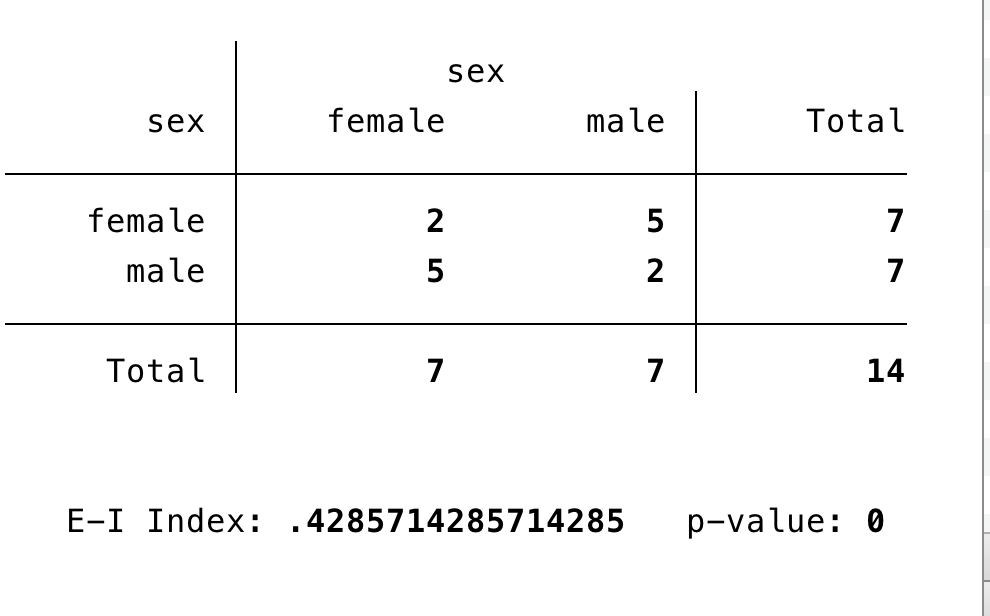 sex
sex female male Total
female 2 5 7
male 5 2 7
Total 7 7 14
E-I Index: .4285714285714285 p-value: 0